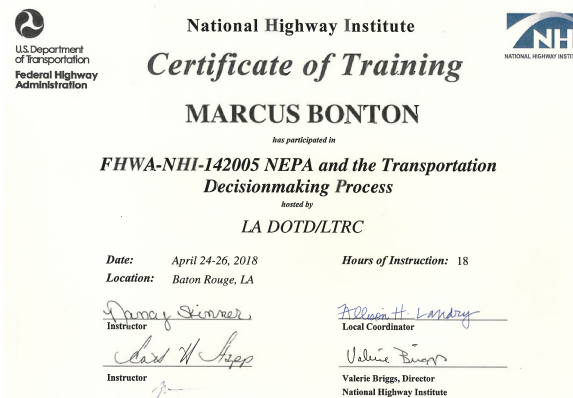 National Highway Institute
U.S. Department
of Transportation
Federal Highway
Administration
NH
NATIONAL HIGHWAY INSTI
Certificate of Training
MARCUS BONTON
has participated in
FHWA-NHI-142005 NEPA and the Transportation
Decisionmaking Process
hosted by
LA DOTD/LTRC
Date: April 24-26, 2018
Hours of Instruction: 18
Location: Baton Rouge, LA
Nancy Skinner
Allison H. Landry
Instructor
Local Coordinator
Valerie Briggs
Instructor
Valerie Briggs, Director
National Highway Institute